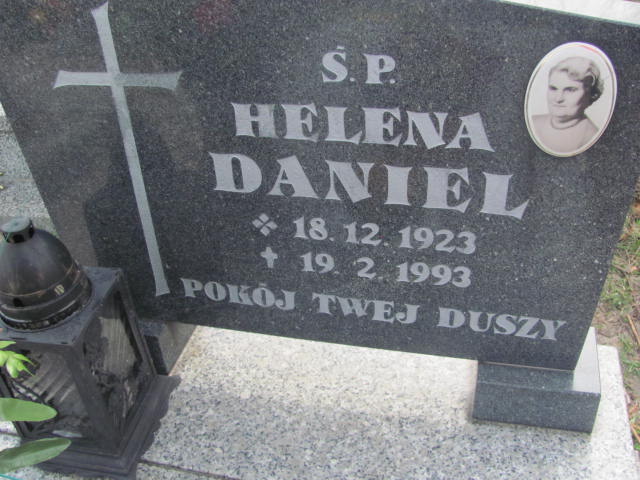 Ś.P.
HELENA
DANIEL
18.12.1923
19.2.1993
POKÓJ TWEJ DUSZY